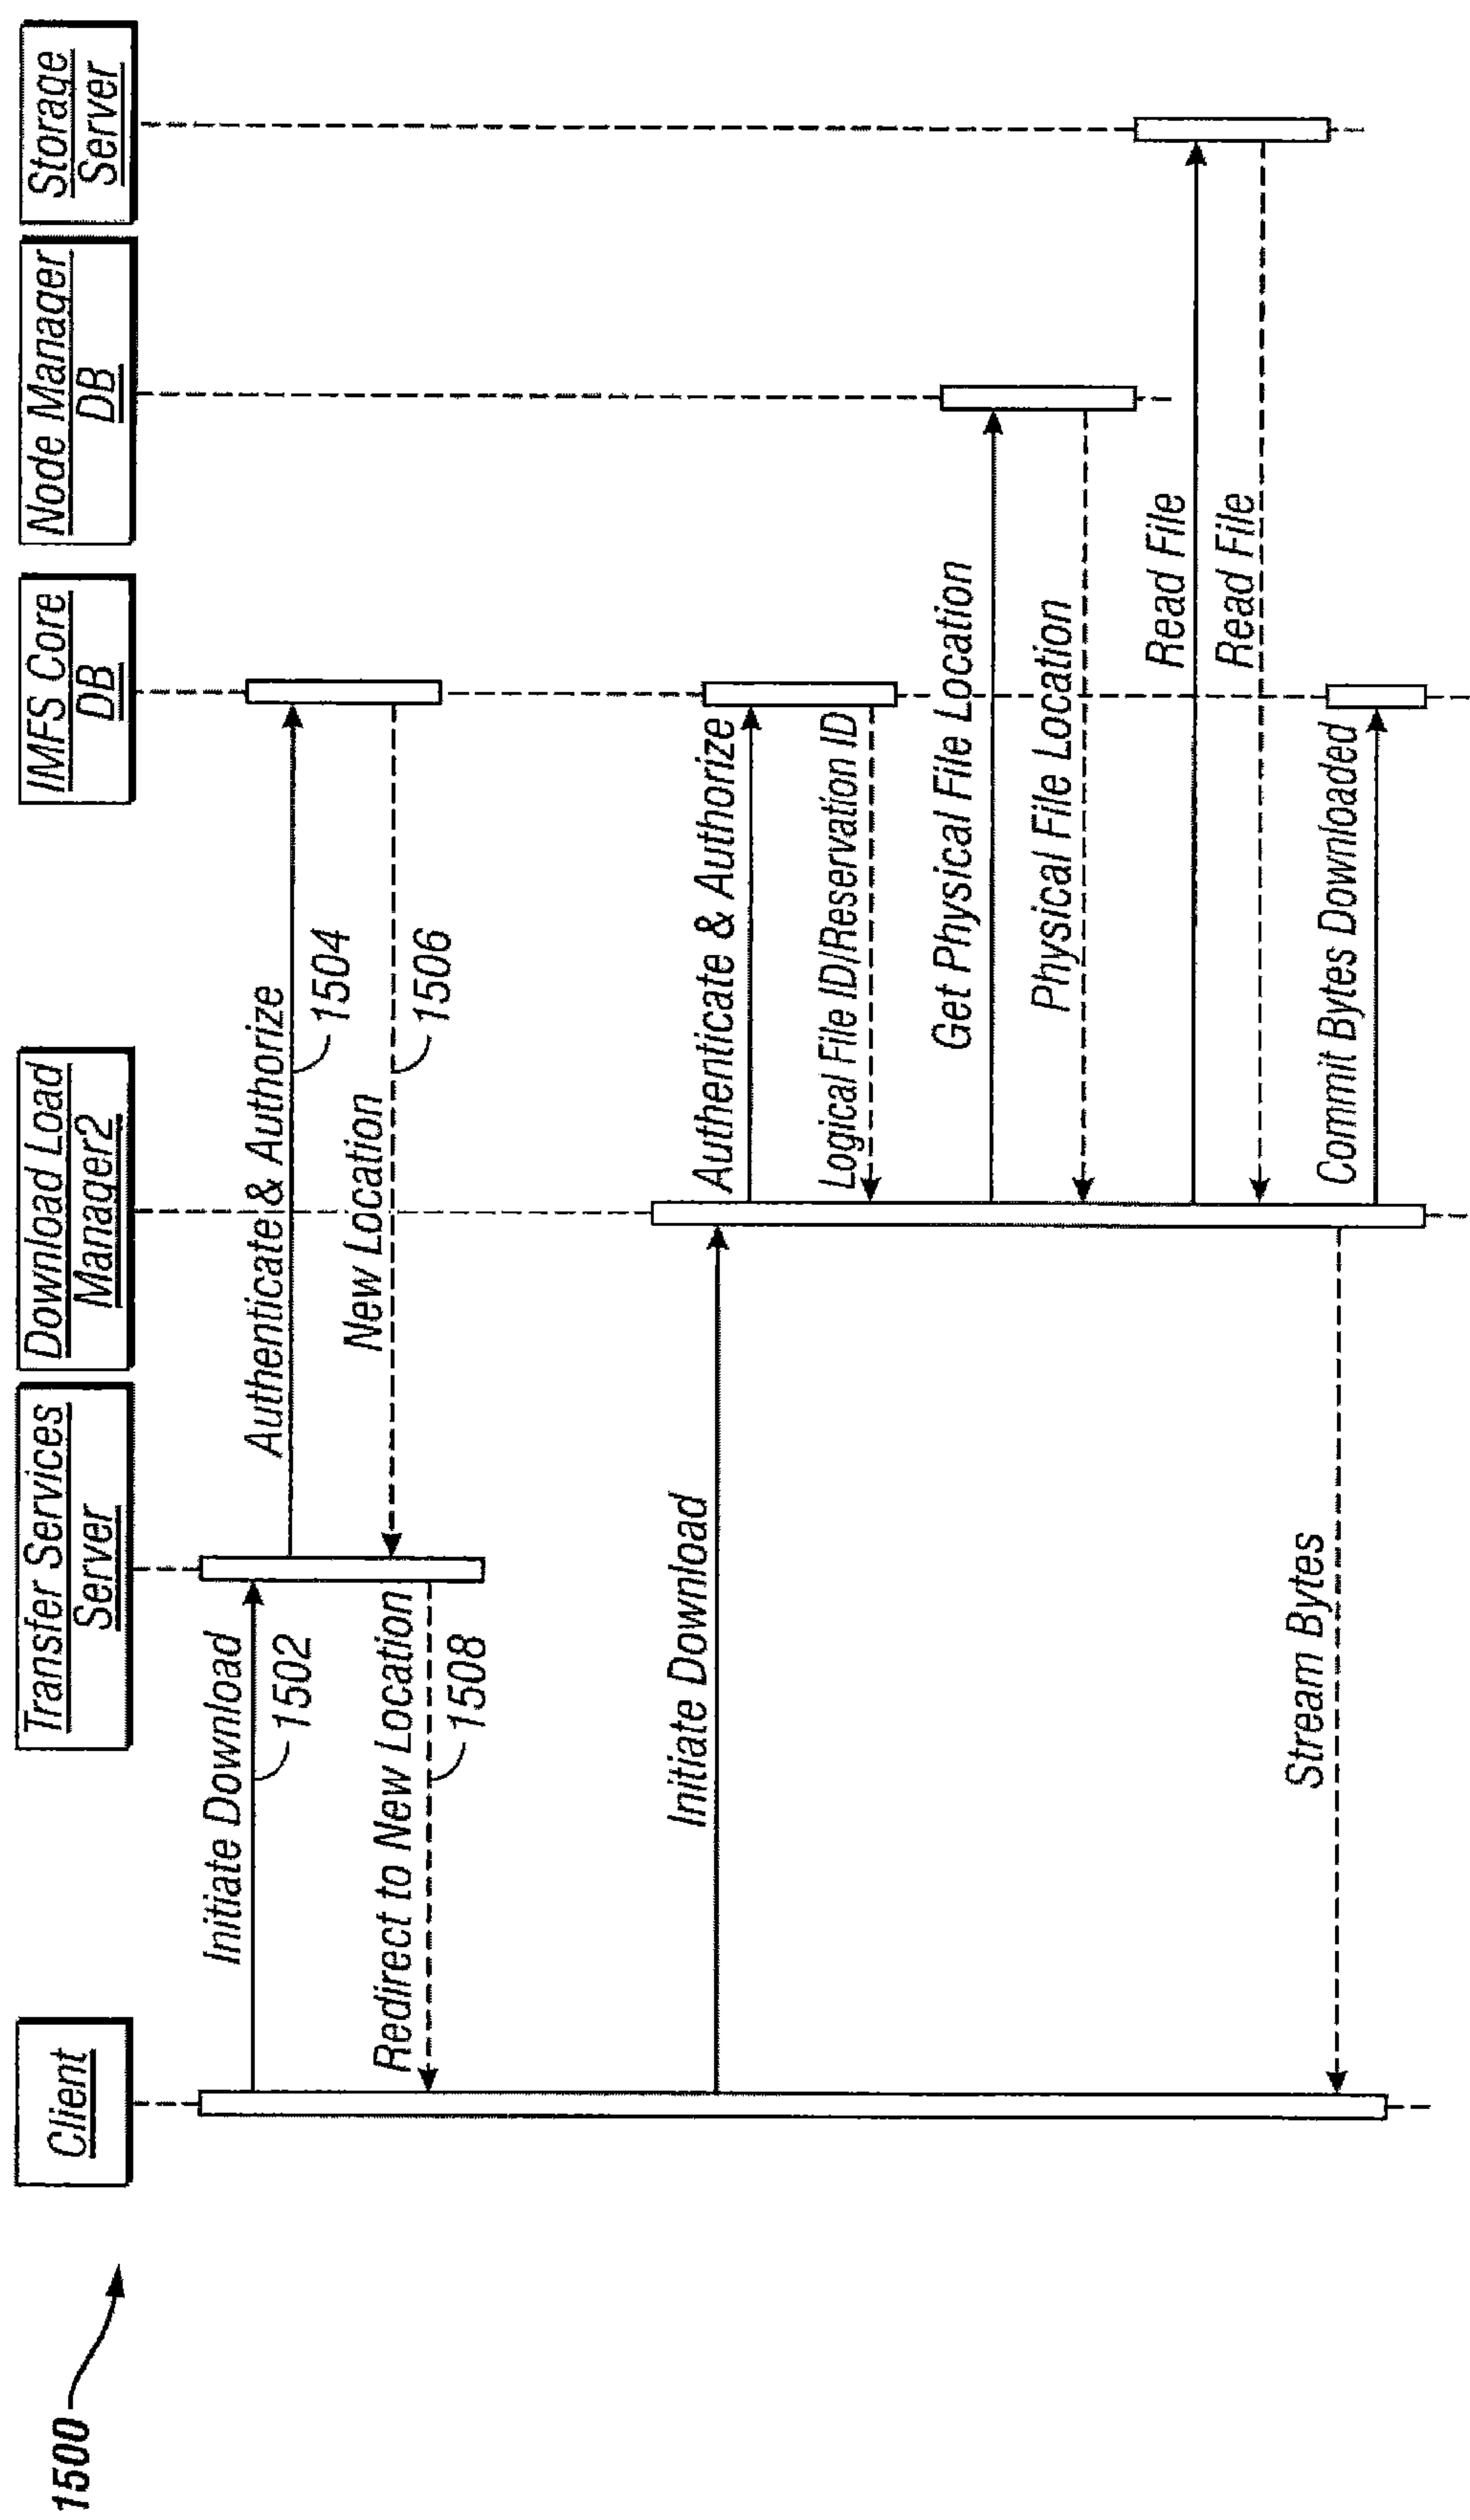 1500
Client
Transfer Services
Server
Download Load
Manager2
IMFS Core
DB
Node Manager
DB
Storage
Server
Initiate Download
1502
Authenticate & Authorize
1504
New Location
1506
Redirect to New Location
1508
Initiate Download
Authenticate & Authorize
Logical File ID/Reservation ID
Get Physical File Location
Physical File Location
Read File
Read File
Stream Bytes
Commit Bytes Downloaded